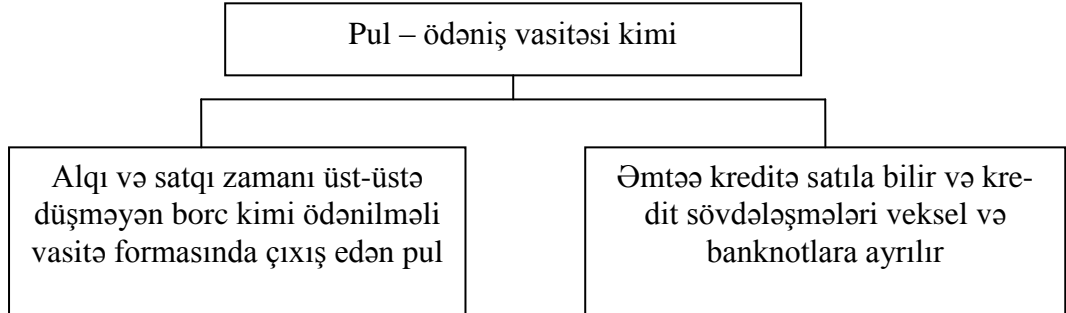 Pul – ödəniş vasitəsi kimi
Alqı və satqı zamanı üst-üstə
düşməyən borc kimi ödənilməli
vasitə formasında çıxış edən pul
Əmtəə kreditə satıla bilir və kre-
dit sövdələşmələri veksel və
banknotlara ayrılır